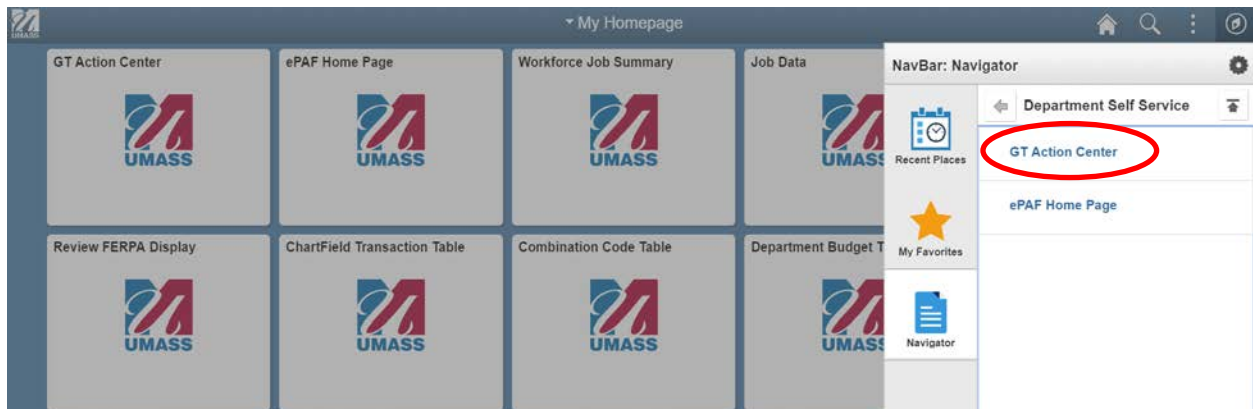 UMASS
My Homepage
GT Action Center
ePAF Home Page
Workforce Job Summary
Job Data
UMASS
UMASS
UMASS
UMASS
Review FERPA Display
ChartField Transaction Table
Combination Code Table
Department Budget T
UMASS
UMASS
UMASS
UMASS
NavBar: Navigator
Recent Places
My Favorites
Navigator
Department Self Service
GT Action Center
ePAF Home Page